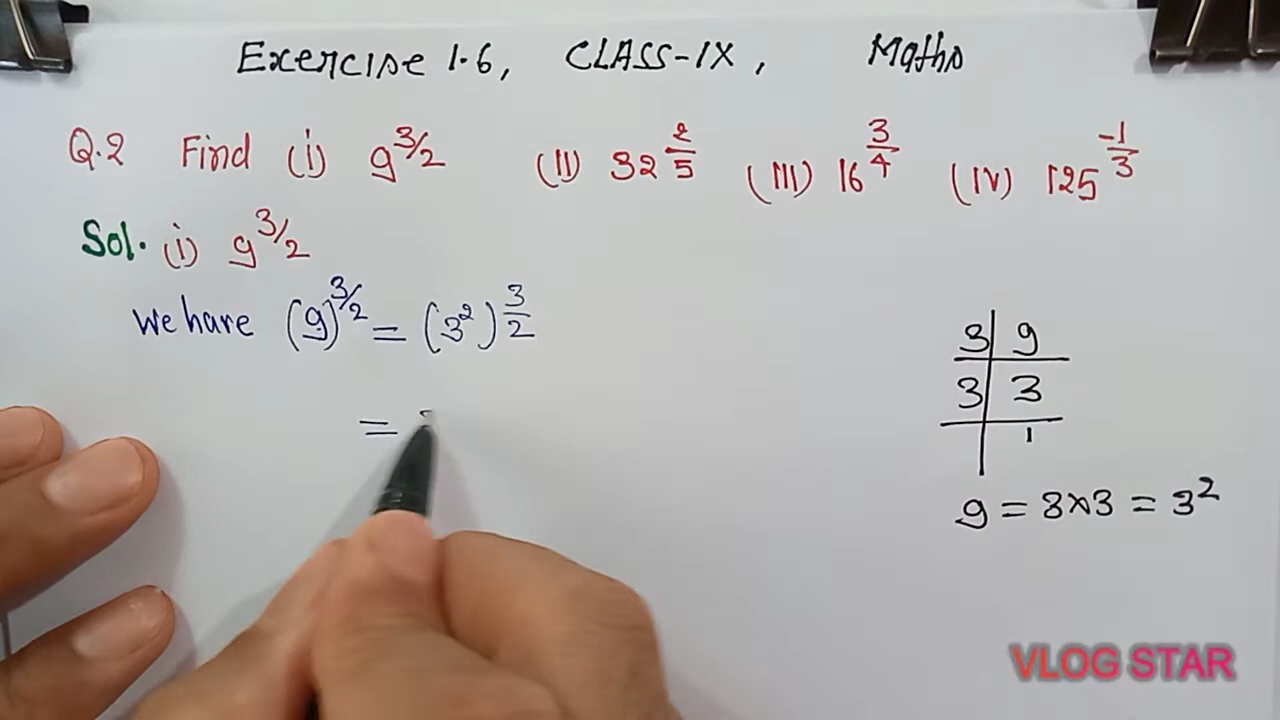 Exercise 1.6, CLASS-IX, Maths
Q.2 Find (i) 9^3/2 (II) 32^2/5 (III) 16^3/4 (IV) 125^-1/3
Sol. (i) 9^3/2
We have (9)^3/2 = (3^2)^3/2
=
3 | 9
3 | 3
| 1
9 = 3×3 = 3^2
VLOG STAR